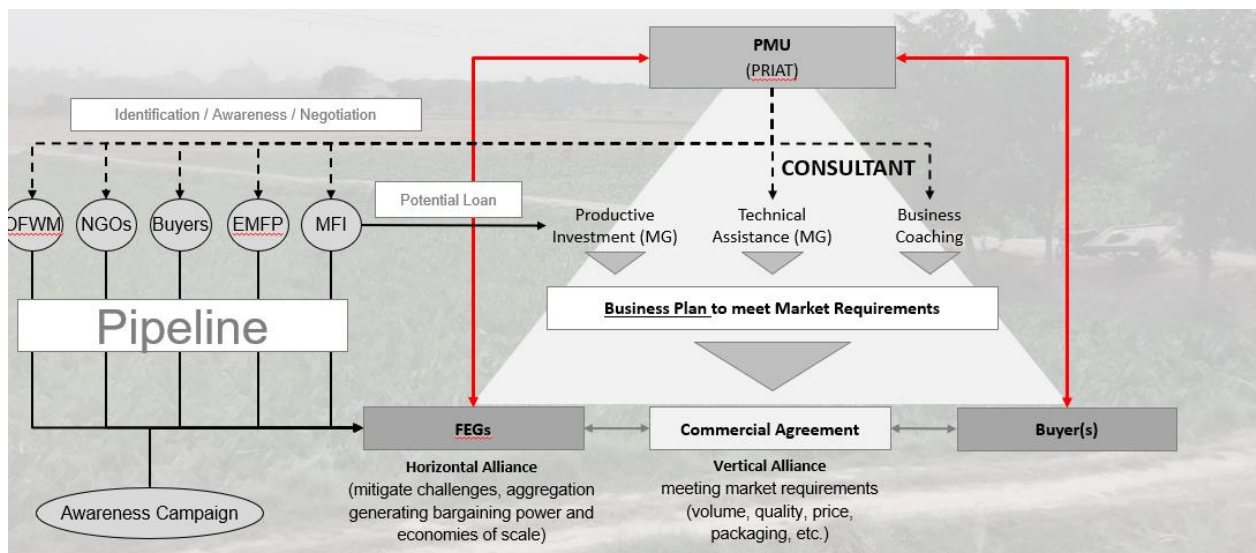 PMU
(PRIAT)
Identification / Awareness / Negotiation
CONSULTANT
OFWM
NGOs
Buyers
EMFP
MFI
Potential Loan
Productive
Investment (MG)
Technical
Assistance (MG)
Business
Coaching
Pipeline
Business Plan to meet Market Requirements
FEGs
Commercial Agreement
Buyer(s)
Horizontal Alliance
(mitigate challenges, aggregation
generating bargaining power and
economies of scale)
Vertical Alliance
meeting market requirements
(volume, quality, price,
packaging, etc.)
Awareness Campaign